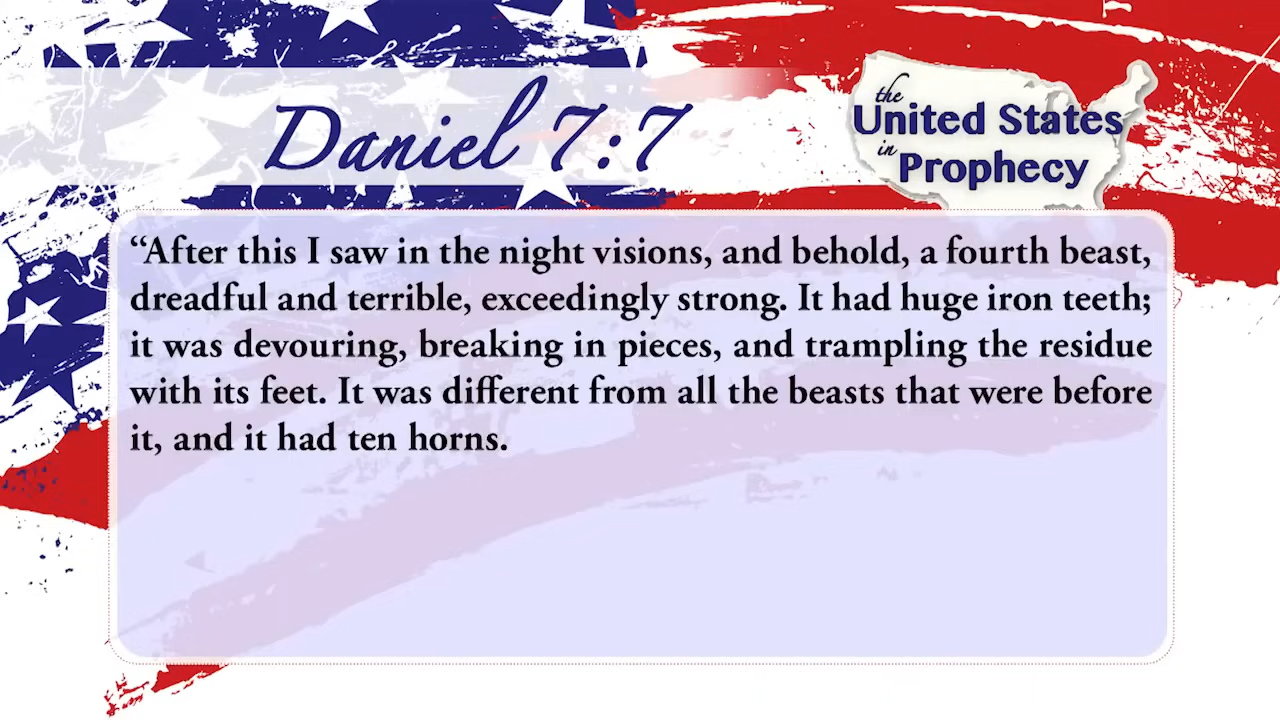 Daniel 7:7
the
United States
in
Prophecy
“After this I saw in the night visions, and behold, a fourth beast,
dreadful and terrible, exceedingly strong. It had huge iron teeth;
it was devouring, breaking in pieces, and trampling the residue
with its feet. It was different from all the beasts that were before
it, and it had ten horns.